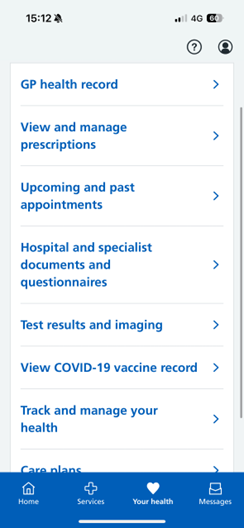 15:12
4G 66
GP health record
View and manage
prescriptions
Upcoming and past
appointments
Hospital and specialist
documents and
questionnaires
Test results and imaging
View COVID-19 vaccine record
Track and manage your
health
Care plans
Home Services Your health Messages